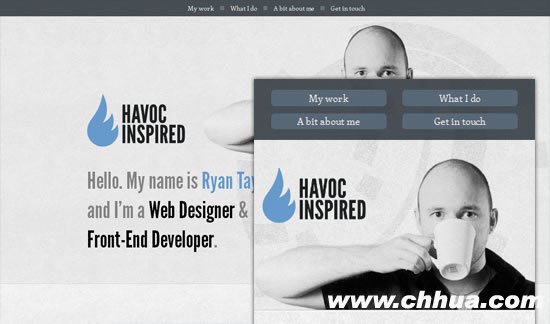 My work What I do A bit about me Get in touch
HAVOC
INSPIRED
Hello. My name is Ryan Tay
and I'm a Web Designer &
Front-End Developer.
My work What I do
A bit about me Get in touch
HAVOC
INSPIRED
www.chhua.com